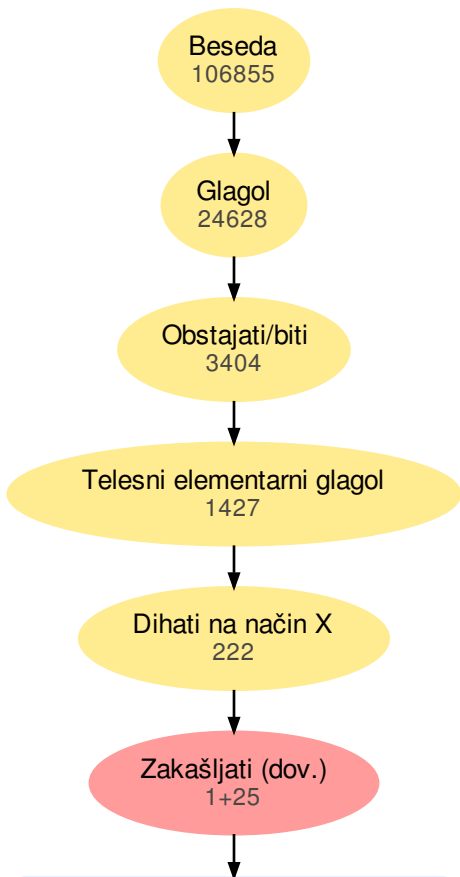 Beseda
106855
Glagol
24628
Obstajati/biti
3404
Telesni elementarni glagol
1427
Dihati na način X
222
Zakašljati (dov.)
1+25